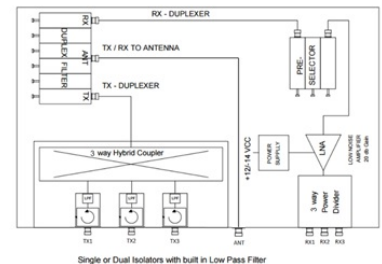 RX - DUPLEXER
RX
DUPLEX FILTER
ANT
TX
TX / RX TO ANTENNA
TX - DUPLEXER
PRE-
SELECTOR
3 way Hybrid Coupler
LPF
LPF
LPF
+12/-14 VCC
POWER
SUPPLLY
LNA
LOW NOISE
AMPLIFIER
20 db Gain
3 way
Power
Divider
TX1
TX2
TX3
ANT
RX1
RX2
RX3
Single or Dual Isolators with built in Low Pass Filter